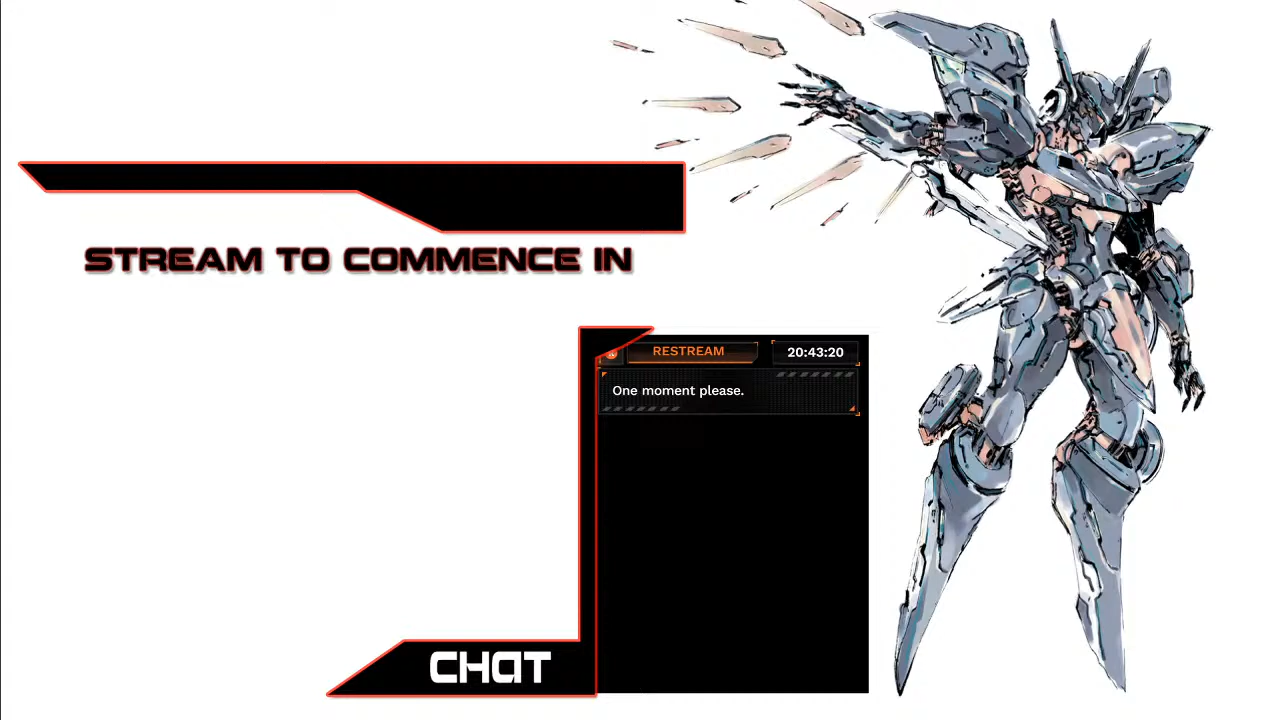 STREAM TO COMMENCE IN
RESTREAM
20:43:20
One moment please.
CHAT